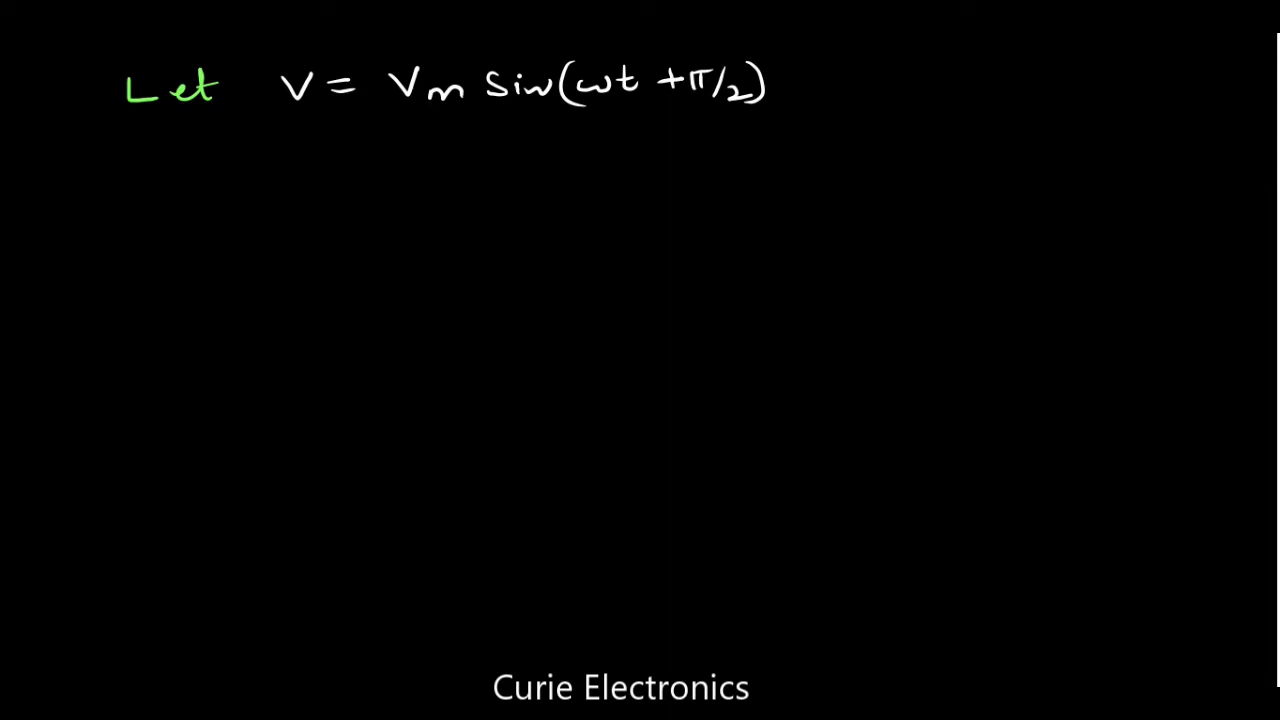 Let V = Vm Sin(ωt + π/2)
Curie Electronics